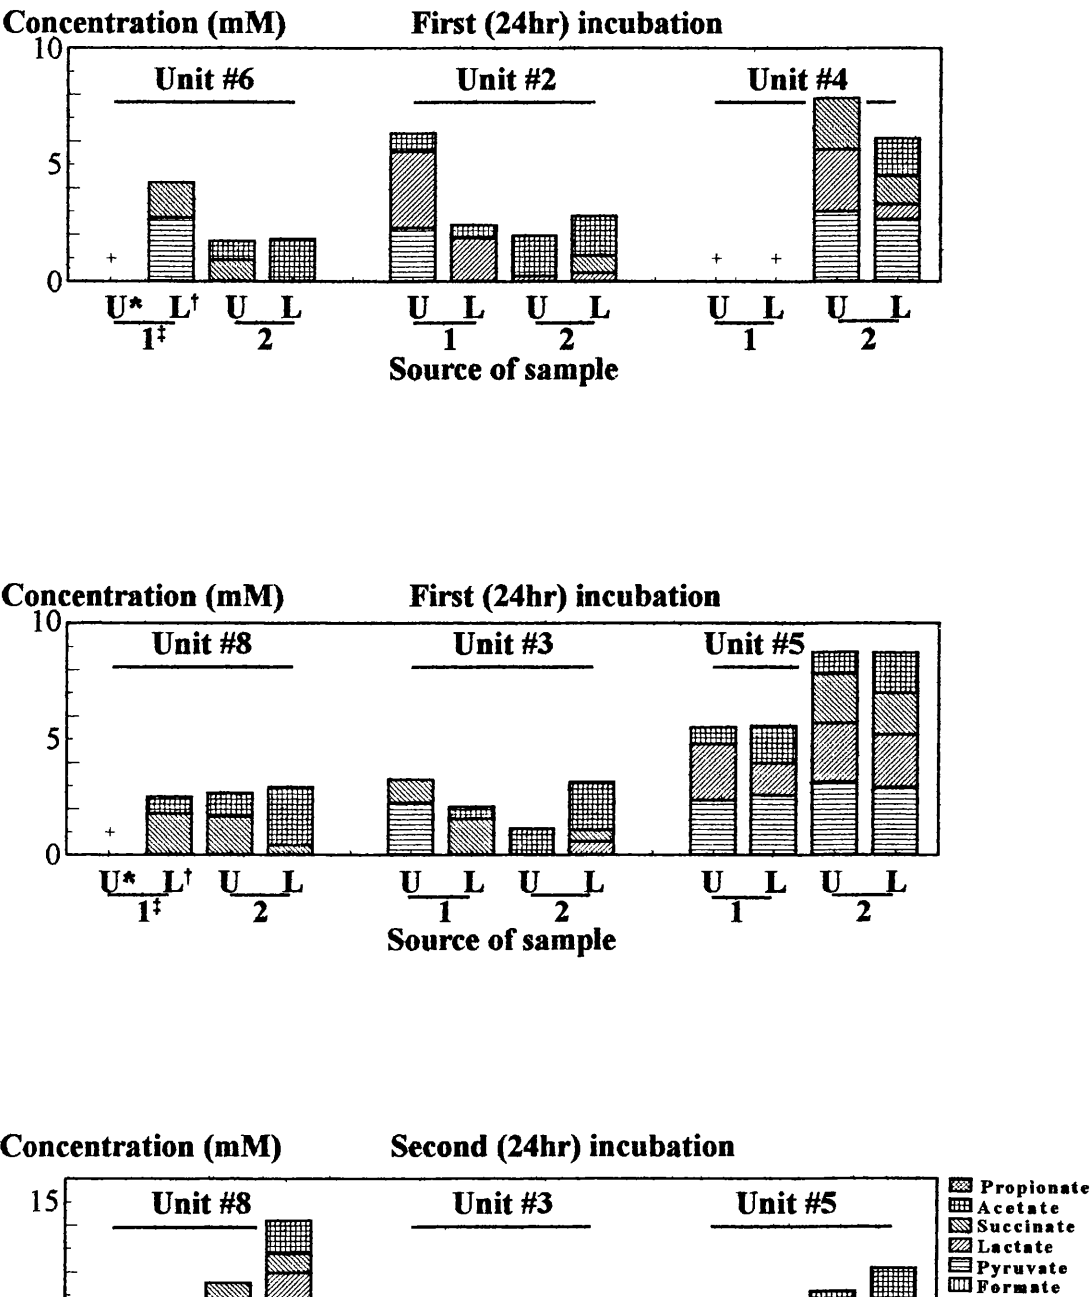 Concentration (mM) First (24hr) incubation
10
Unit #6 Unit #2 Unit #4
5
+ + +
0
U* L† U L U L U L U L U L
1‡ 2 1 2 1 2
Source of sample
Concentration (mM) First (24hr) incubation
10
Unit #8 Unit #3 Unit #5
5
+
0
U* L† U L U L U L U L U L
1‡ 2 1 2 1 2
Source of sample
Concentration (mM) Second (24hr) incubation
15
Unit #8 Unit #3 Unit #5
Propionate
Acetate
Succinate
Lactate
Pyruvate
Formate